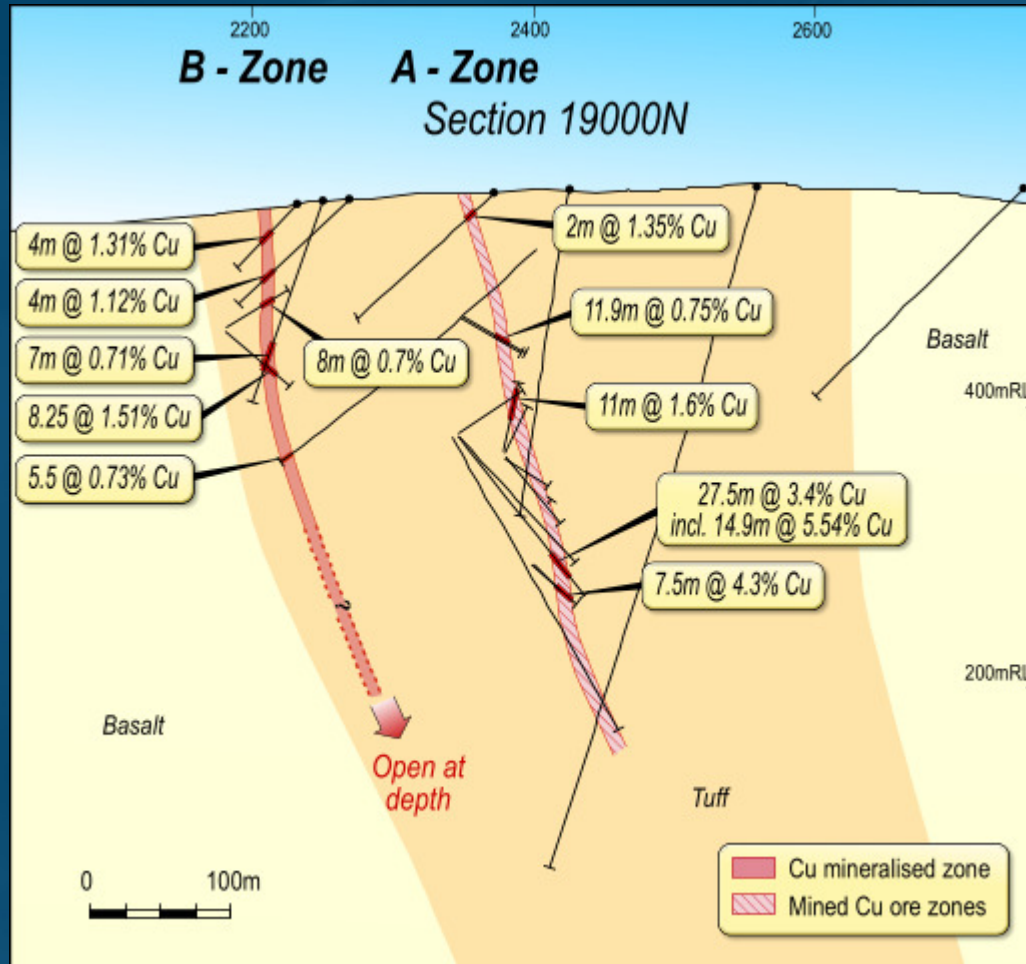 2200
2400
2600
B - Zone
A - Zone
Section 19000N
4m @ 1.31% Cu
4m @ 1.12% Cu
7m @ 0.71% Cu
8.25 @ 1.51% Cu
5.5 @ 0.73% Cu
8m @ 0.7% Cu
2m @ 1.35% Cu
11.9m @ 0.75% Cu
11m @ 1.6% Cu
27.5m @ 3.4% Cu
incl. 14.9m @ 5.54% Cu
7.5m @ 4.3% Cu
Basalt
400mRL
200mRL
?
Basalt
Open at
depth
Tuff
0
100m
Cu mineralised zone
Mined Cu ore zones